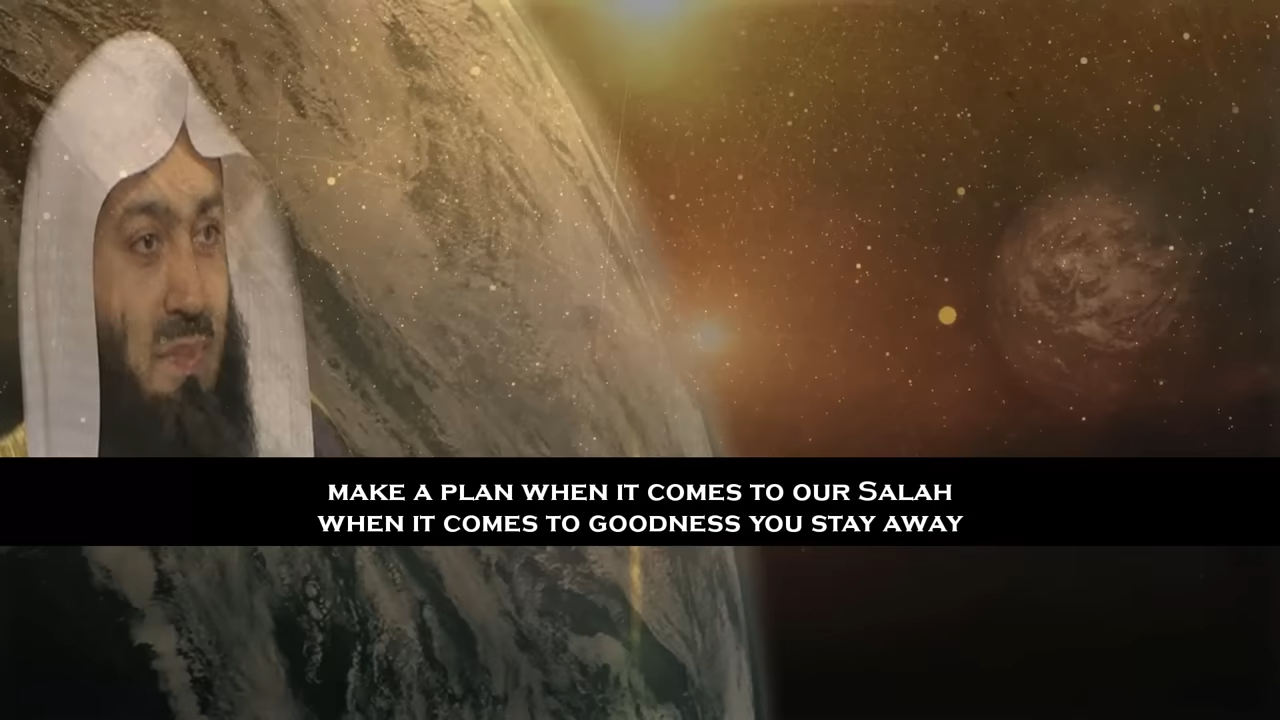 MAKE A PLAN WHEN IT COMES TO OUR SALAH
WHEN IT COMES TO GOODNESS YOU STAY AWAY